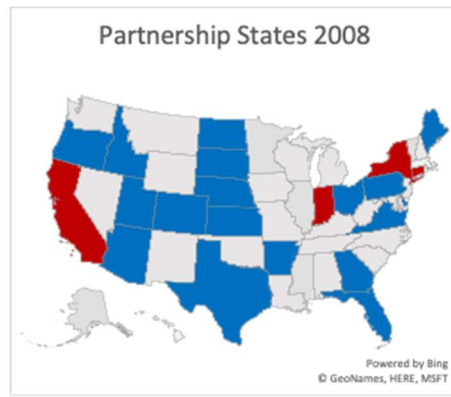 Partnership States 2008
Powered by Bing
© GeoNames, HERE, MSFT